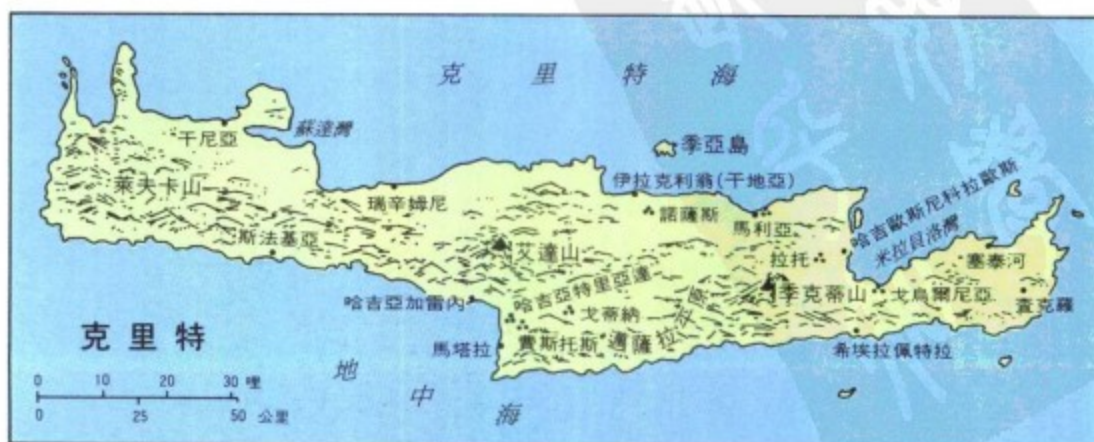 克里特海
季亞島
蘇達灣
干尼亞
萊夫卡山
瑞辛姆尼
斯法基亞
伊拉克利翁(干地亞)
諾薩斯
馬利亞
哈吉歐斯尼科拉歐斯
米拉貝洛灣
拉托
塞泰河
艾達山
季克蒂山
戈烏爾尼亞
查克羅
哈吉亞加雷內
哈吉亞特里亞達
戈蒂納
費斯托斯
薩拉平原
馬塔拉
希埃拉佩特拉
克里特
地中海
0 10 20 30 哩
0 25 50 公里